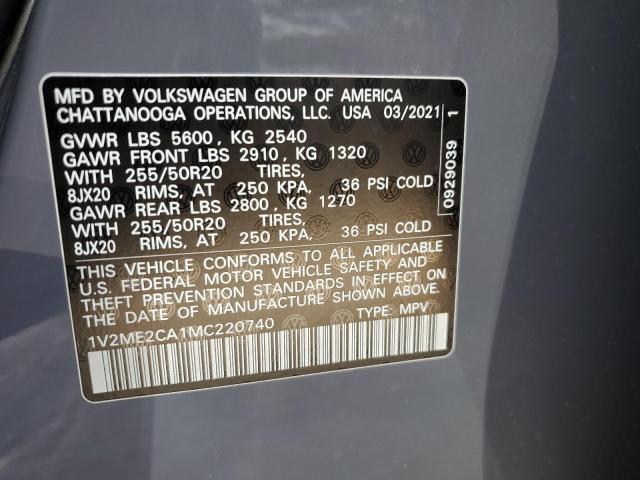 MFD BY VOLKSWAGEN GROUP OF AMERICA
CHATTANOOGA OPERATIONS, LLC. USA 03/2021
GVWR LBS 5600, KG 2540
GAWR FRONT LBS 2910, KG 1320
WITH 255/50R20 TIRES,
8JX20 RIMS, AT 250 KPA, 36 PSI COLD
GAWR REAR LBS 2800, KG 1270
WITH 255/50R20 TIRES,
8JX20 RIMS, AT 250 KPA, 36 PSI COLD
THIS VEHICLE CONFORMS TO ALL APPLICABLE
U.S. FEDERAL MOTOR VEHICLE SAFETY AND
THEFT PREVENTION STANDARDS IN EFFECT ON
THE DATE OF MANUFACTURE SHOWN ABOVE.
1V2ME2CA1MC220740 TYPE: MPV
0929039 1